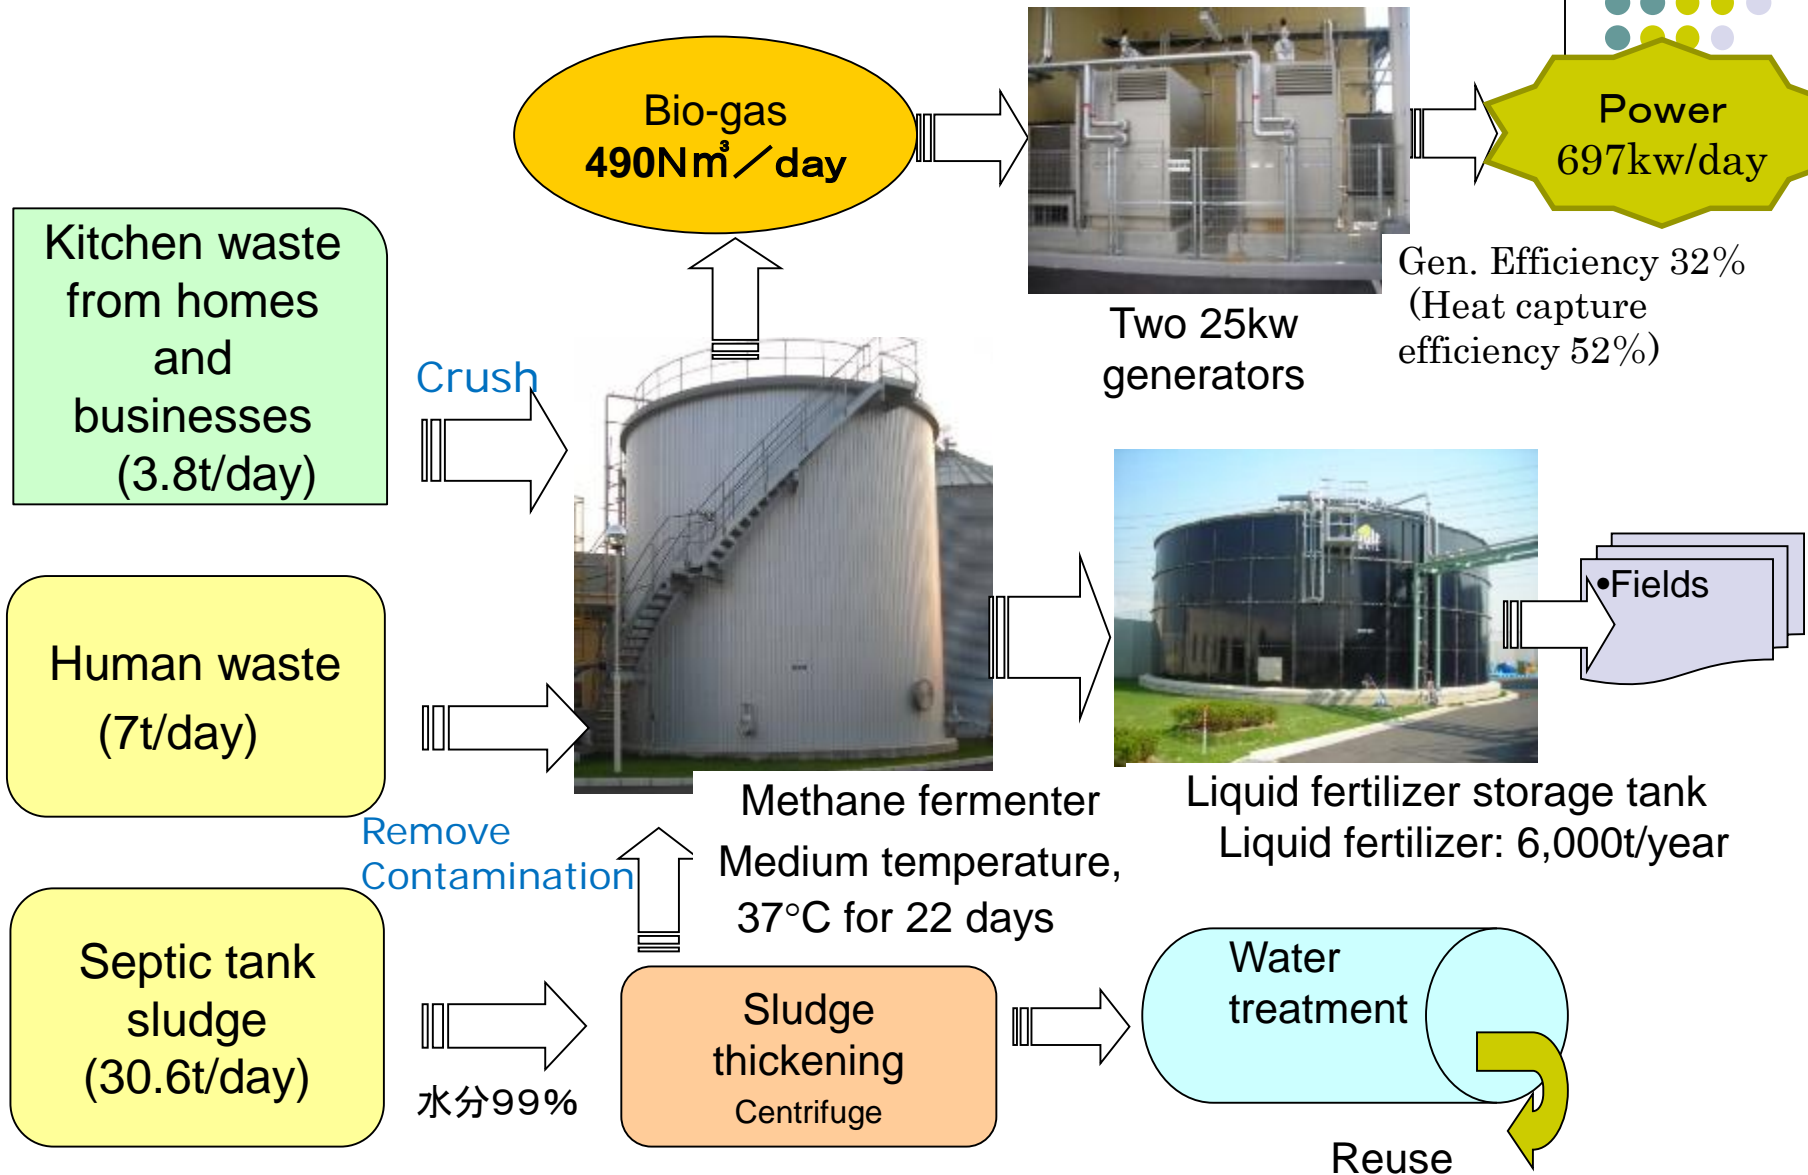 Bio-gas
490Nm³／day
Power
697kw/day
Kitchen waste
from homes
and
businesses
(3.8t/day)
Crush
Two 25kw
generators
Gen. Efficiency 32%
(Heat capture
efficiency 52%)
•Fields
Human waste
(7t/day)
Remove
Contamination
Methane fermenter
Medium temperature,
37°C for 22 days
Liquid fertilizer storage tank
Liquid fertilizer: 6,000t/year
Septic tank
sludge
(30.6t/day)
水分99%
Sludge
thickening
Centrifuge
Water
treatment
Reuse